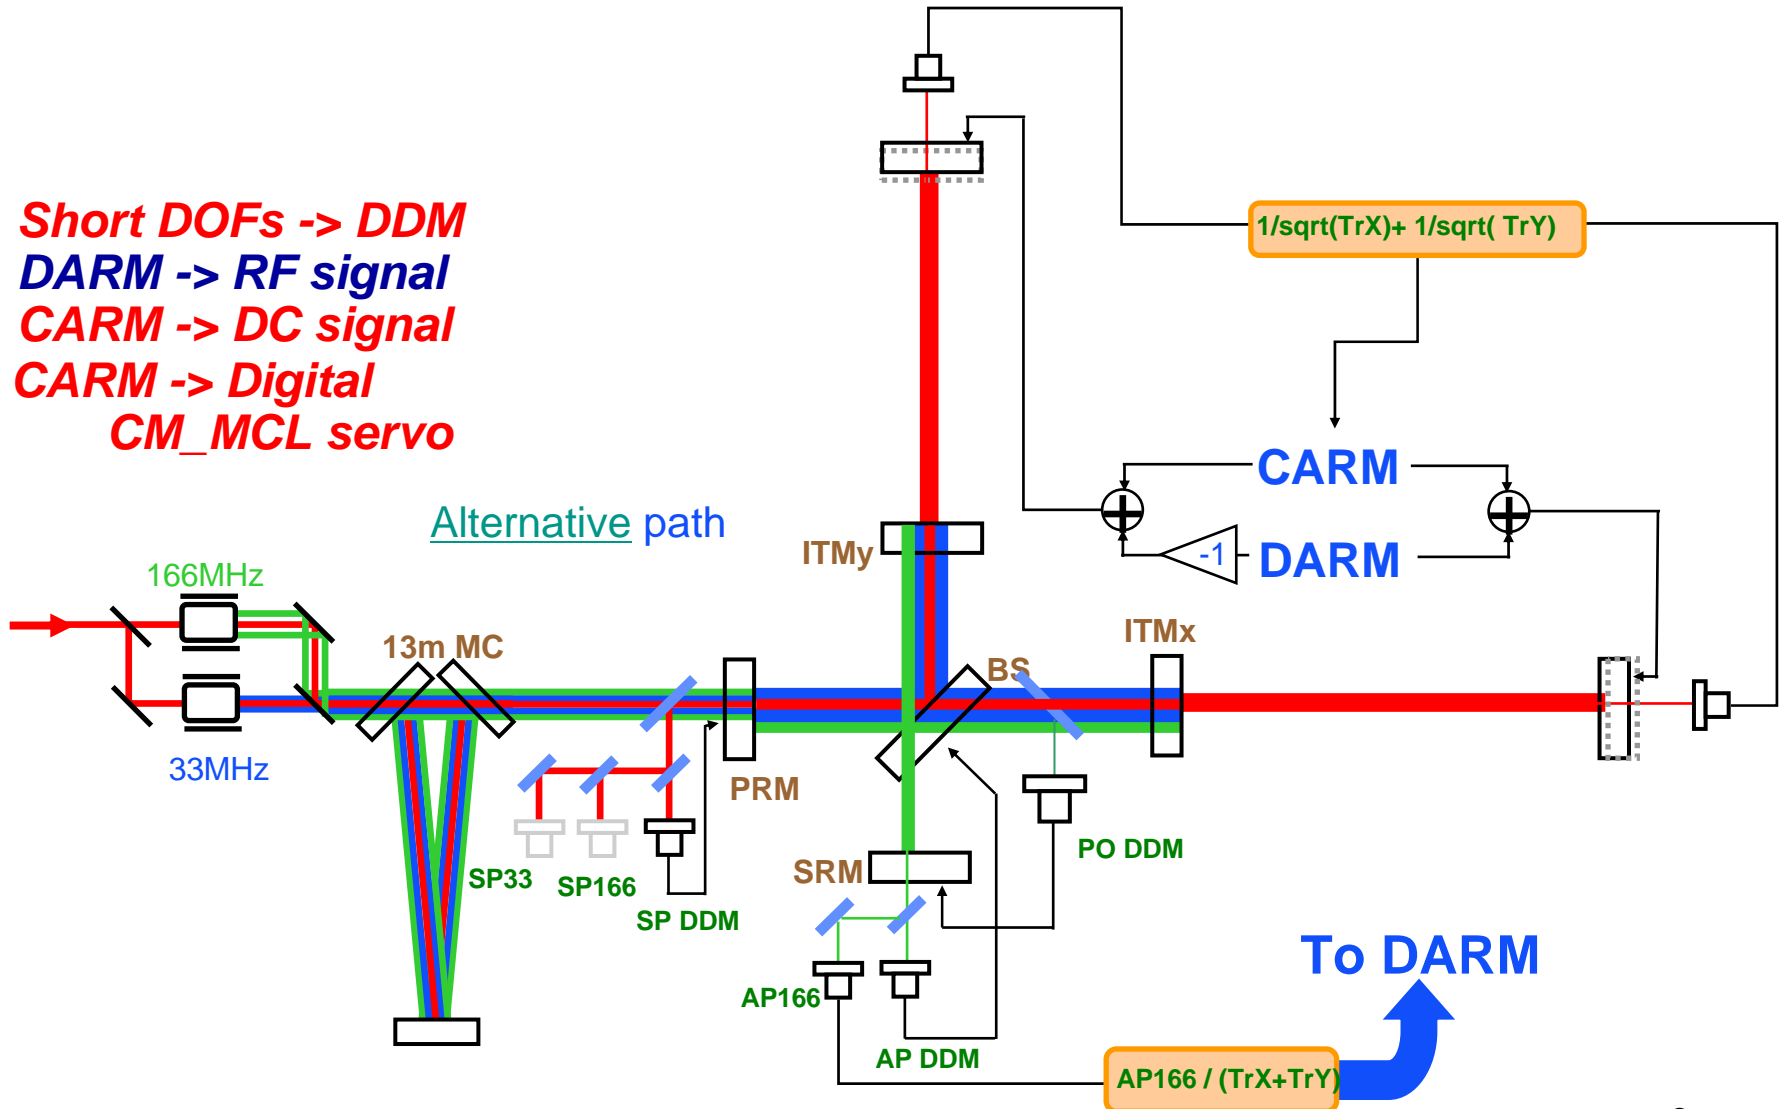 Short DOFs -> DDM
DARM -> RF signal
CARM -> DC signal
CARM -> Digital
CM_MCL servo
1/sqrt(TrX)+ 1/sqrt( TrY)
CARM
-1
DARM
Alternative path
ITMy
166MHz
13m MC
ITMx
BS
33MHz
PRM
SP33
SP166
SP DDM
SRM
PO DDM
AP166
AP DDM
To DARM
AP166 / (TrX+TrY)